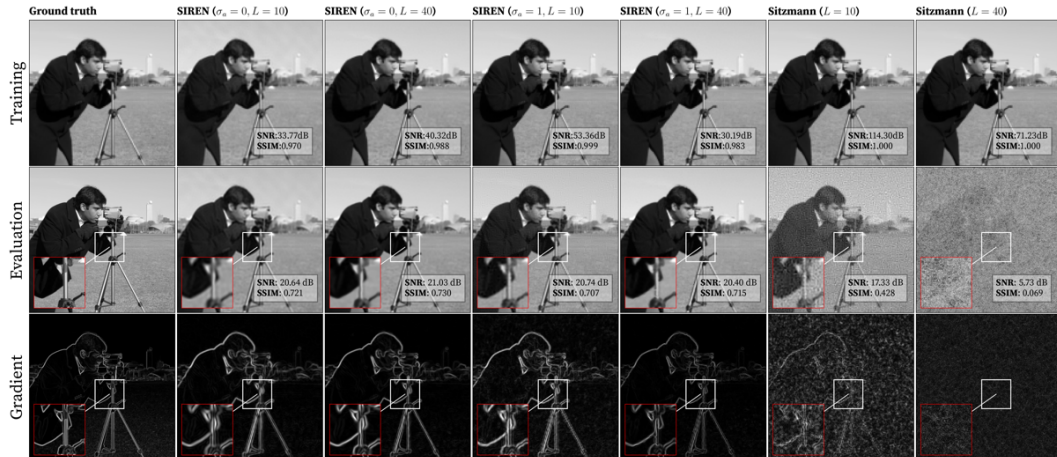 Ground truth
SIREN (σₐ = 0, L = 10)
SIREN (σₐ = 0, L = 40)
SIREN (σₐ = 1, L = 10)
SIREN (σₐ = 1, L = 40)
Sitzmann (L = 10)
Sitzmann (L = 40)
Training
SNR:33.77dB
SSIM:0.970
SNR:40.32dB
SSIM:0.988
SNR:53.36dB
SSIM:0.999
SNR:30.19dB
SSIM:0.983
SNR:114.30dB
SSIM:1.000
SNR:71.23dB
SSIM:1.000
Evaluation
SNR: 20.64 dB
SSIM: 0.721
SNR: 21.03 dB
SSIM: 0.730
SNR: 20.74 dB
SSIM: 0.707
SNR: 20.40 dB
SSIM: 0.715
SNR: 17.33 dB
SSIM: 0.428
SNR: 5.73 dB
SSIM: 0.069
Gradient